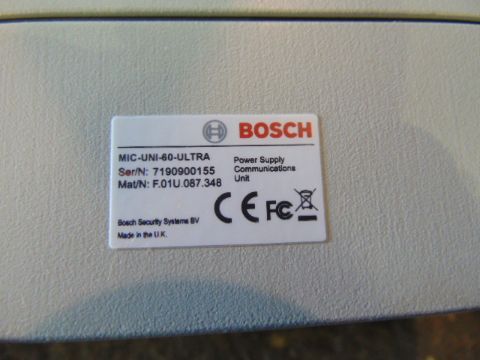 BOSCH
MIC-UNI-60-ULTRA
Ser/N: 7190900155
Mat/N: F.01U.087.348
Power Supply
Communications
Unit
CE FC
Bosch Security Systems BV
Made in the U.K.